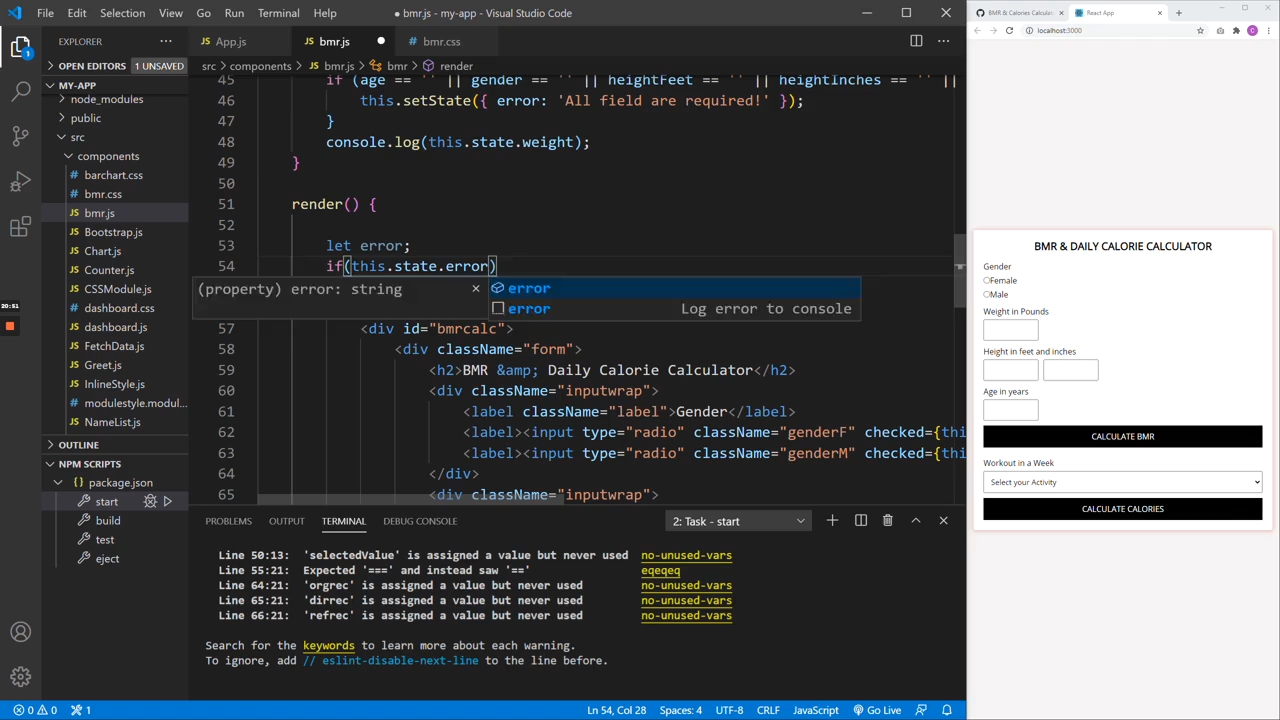 File Edit Selection View Go Run Terminal Help
● bmr.js - my-app - Visual Studio Code
EXPLORER
OPEN EDITORS 1 UNSAVED
MY-APP
node_modules
public
src
components
barchart.css
bmr.css
bmr.js
Bootstrap.js
Chart.js
Counter.js
CSSModule.js
dashboard.css
dashboard.js
FetchData.js
Greet.js
InlineStyle.js
modulestyle.modul...
NameList.js
OUTLINE
NPM SCRIPTS
package.json
start
build
test
eject
1
20:51
App.js
bmr.js
bmr.css
src > components > bmr.js > bmr > render
45 if (age == '' || gender == '' || heightFeet == '' || heightInches == '' ||
46 this.setState({ error: 'All field are required!' });
47 }
48 console.log(this.state.weight);
49 }
50
51 render() {
52
53 let error;
54 if(this.state.error)
(property) error: string
error
error Log error to console
57 <div id="bmrcalc">
58 <div className="form">
59 <h2>BMR &amp; Daily Calorie Calculator</h2>
60 <div className="inputwrap">
61 <label className="label">Gender</label>
62 <label><input type="radio" className="genderF" checked={thi
63 <label><input type="radio" className="genderM" checked={thi
64 </div>
65 <div className="inputwrap">
PROBLEMS OUTPUT TERMINAL DEBUG CONSOLE
2: Task - start
Line 50:13: 'selectedValue' is assigned a value but never used no-unused-vars
Line 55:21: Expected '===' and instead saw '==' eqeqeq
Line 64:21: 'orgrec' is assigned a value but never used no-unused-vars
Line 65:21: 'dirrec' is assigned a value but never used no-unused-vars
Line 66:21: 'refrec' is assigned a value but never used no-unused-vars
Search for the keywords to learn more about each warning.
To ignore, add // eslint-disable-next-line to the line before.
0 0 1
Ln 54, Col 28 Spaces: 4 UTF-8 CRLF JavaScript Go Live
BMR & Calories Calculat
React App
localhost:3000
C
BMR & DAILY CALORIE CALCULATOR
Gender
Female
Male
Weight in Pounds
Height in feet and inches
Age in years
CALCULATE BMR
Workout in a Week
Select your Activity
CALCULATE CALORIES